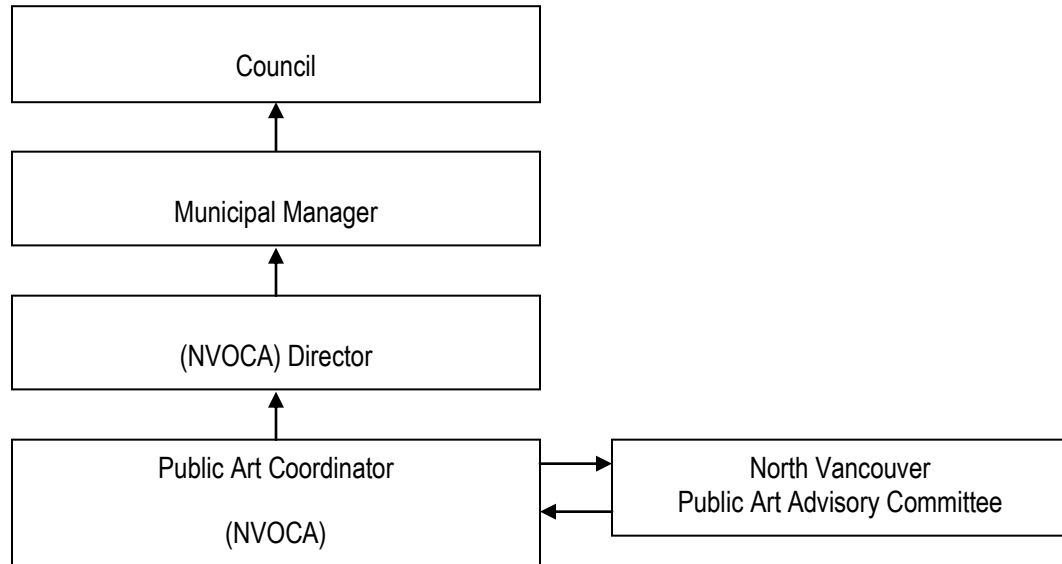 Council
Municipal Manager
(NVOCA) Director
Public Art Coordinator
(NVOCA)
North Vancouver
Public Art Advisory Committee